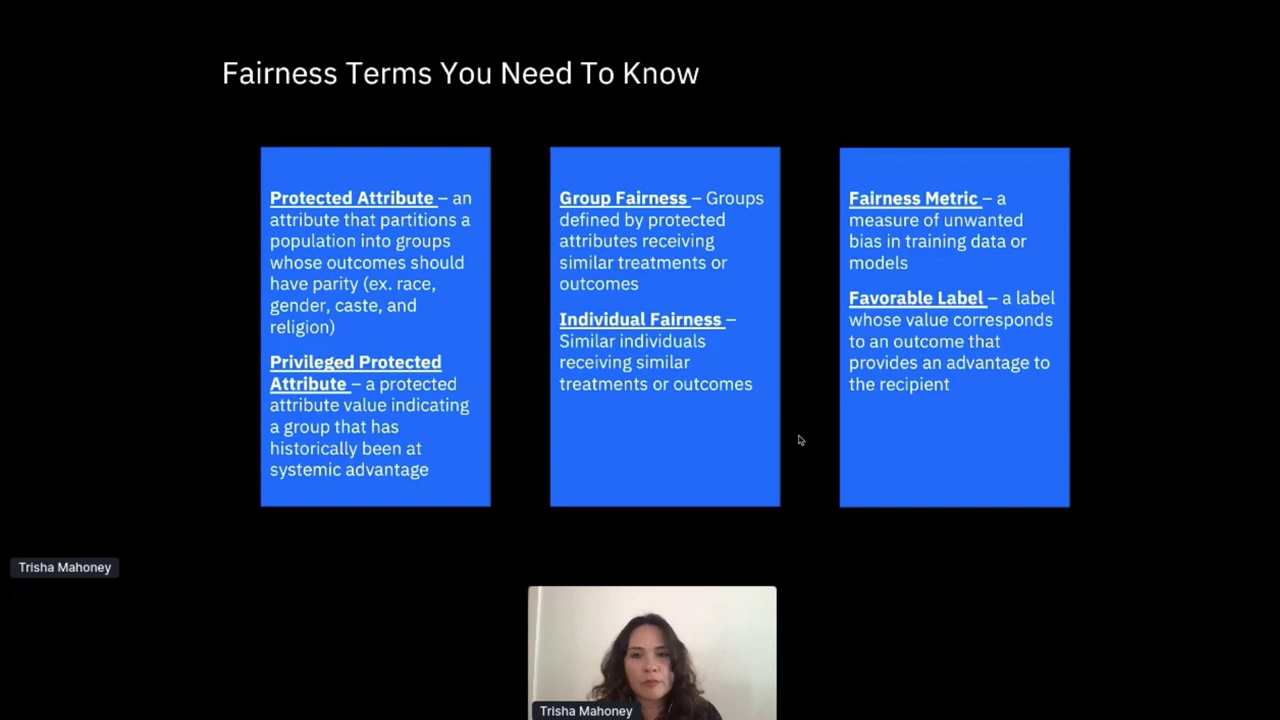 Fairness Terms You Need To Know
Protected Attribute – an
attribute that partitions a
population into groups
whose outcomes should
have parity (ex. race,
gender, caste, and
religion)
Privileged Protected
Attribute – a protected
attribute value indicating
a group that has
historically been at
systemic advantage
Group Fairness – Groups
defined by protected
attributes receiving
similar treatments or
outcomes
Individual Fairness –
Similar individuals
receiving similar
treatments or outcomes
Fairness Metric – a
measure of unwanted
bias in training data or
models
Favorable Label – a label
whose value corresponds
to an outcome that
provides an advantage to
the recipient
Trisha Mahoney
Trisha Mahoney